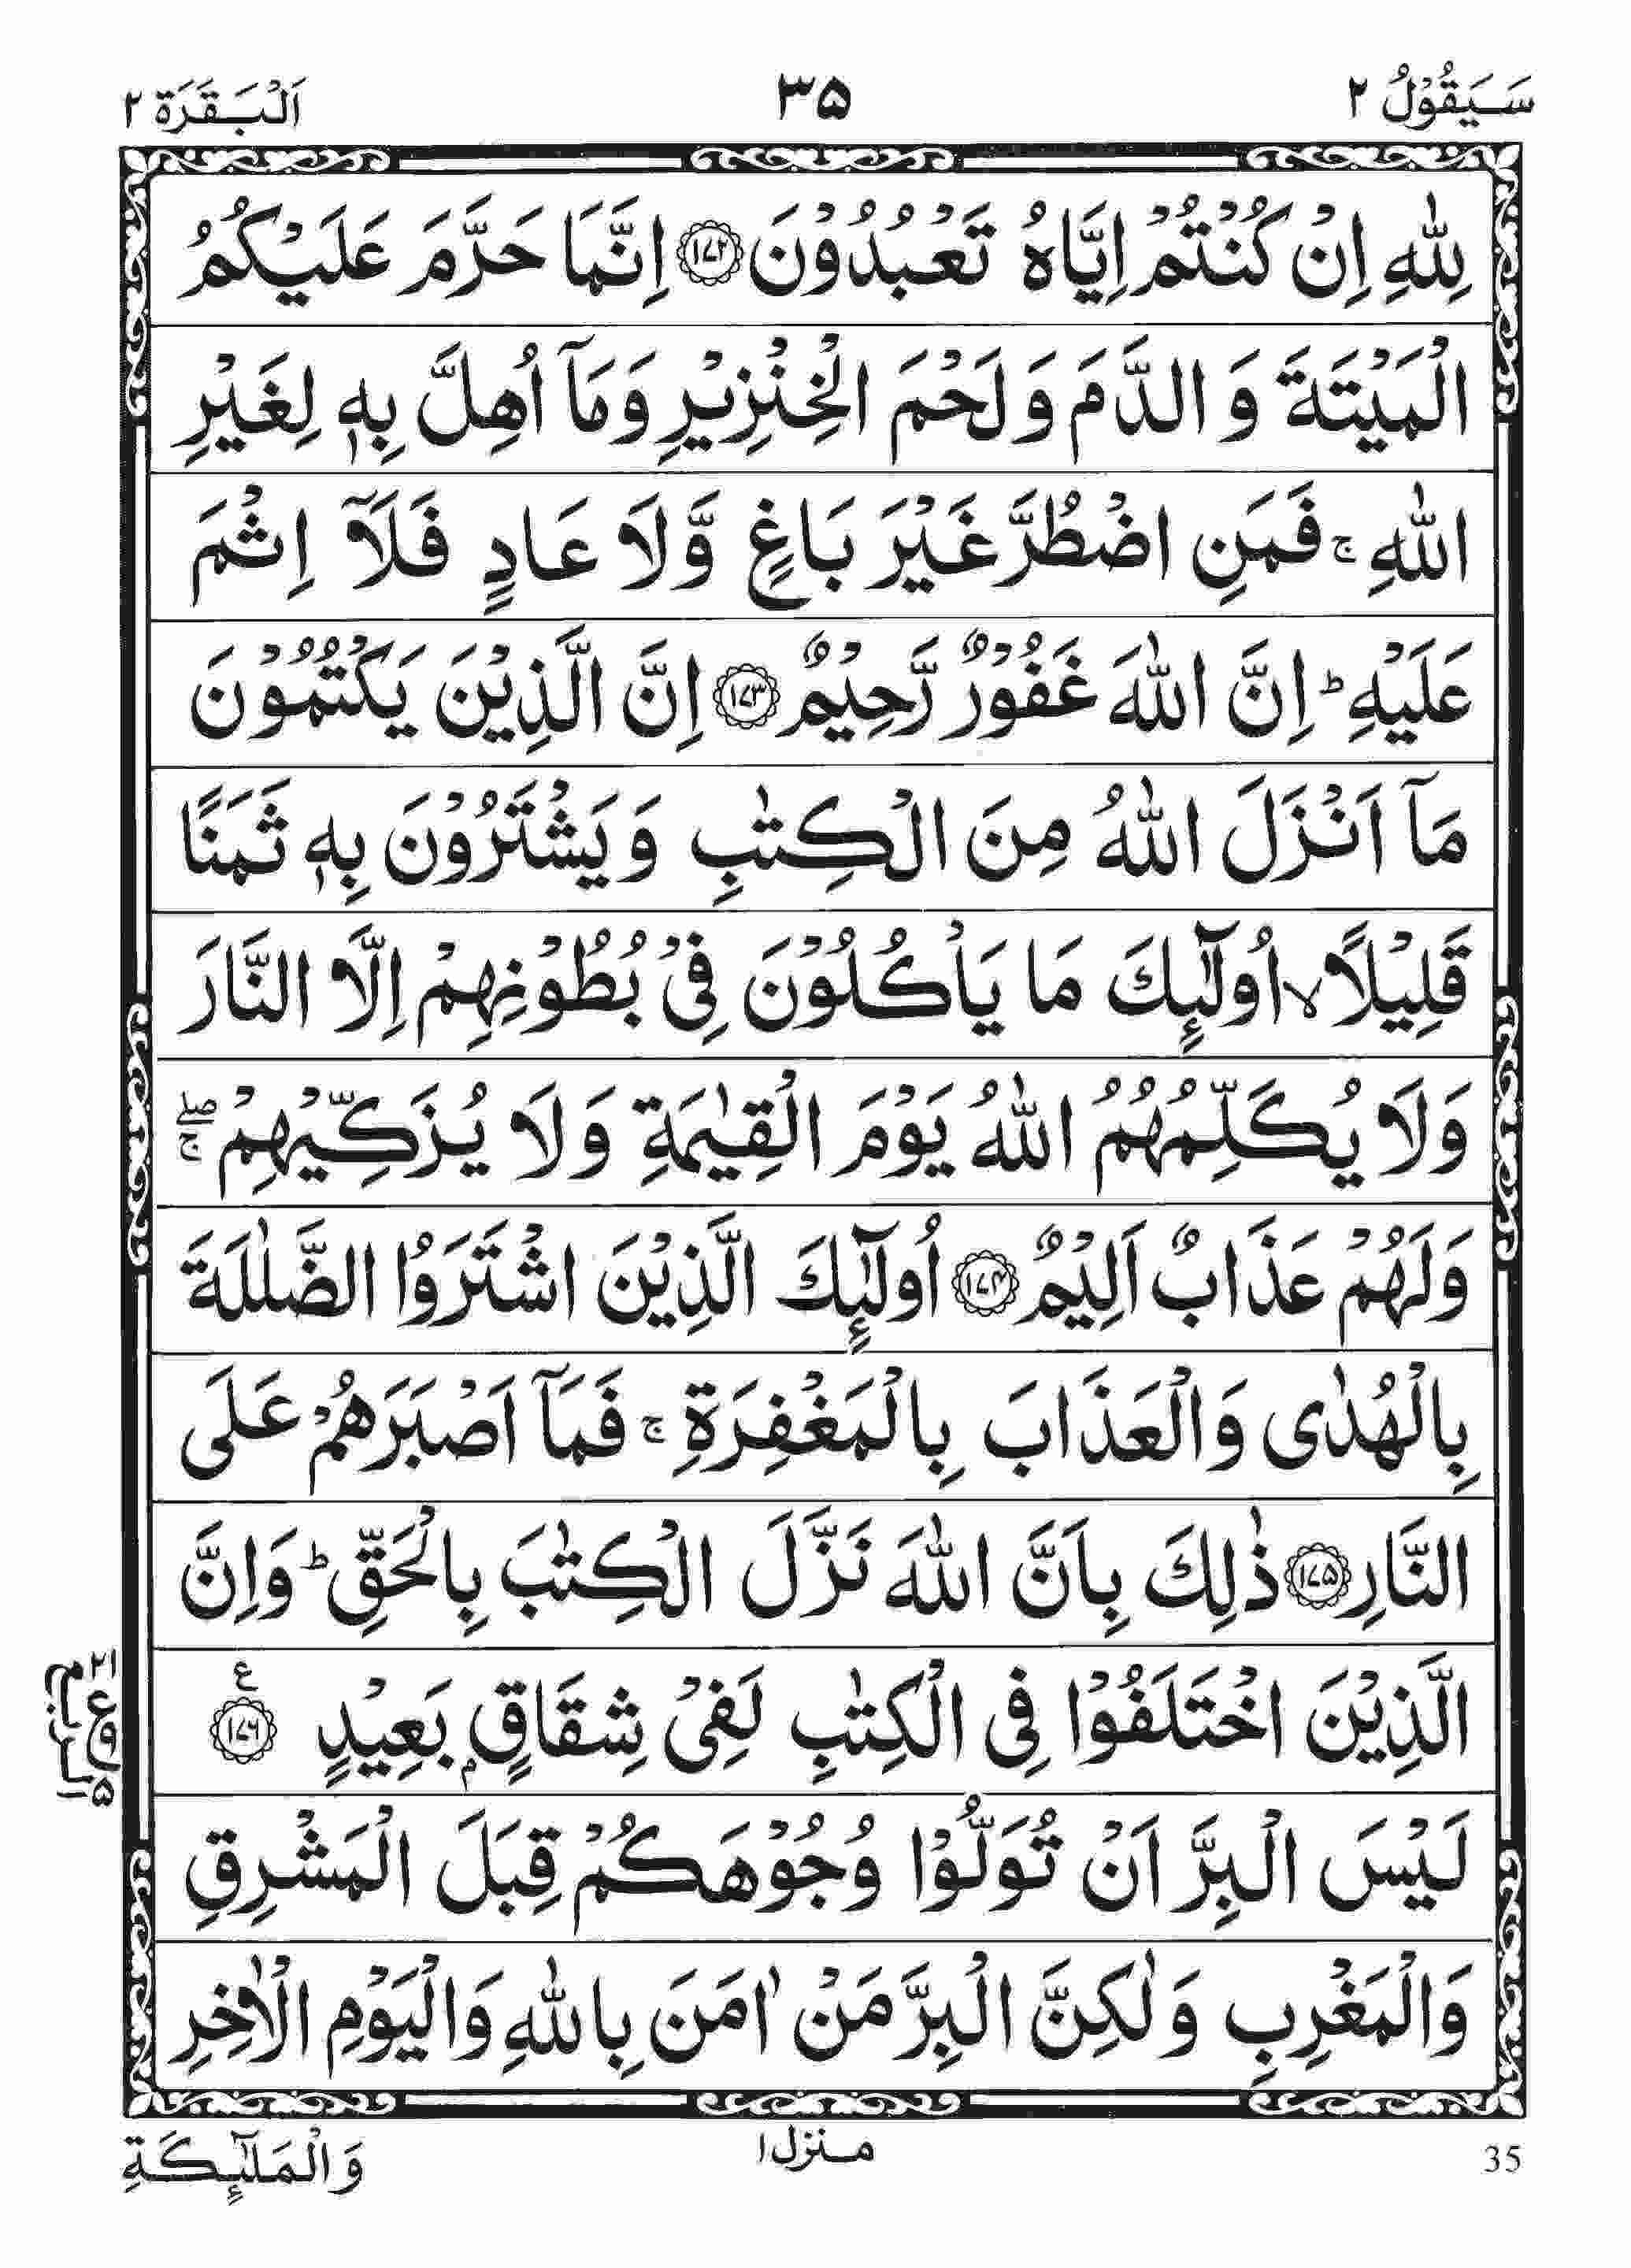 سَيَقُوْلُ ٢
٣٥
اَلْبَقَرَة ٢
لِلّٰهِ اِنْ كُنْتُمْ اِيَّاهُ تَعْبُدُوْنَ ﴿١٧٢﴾ اِنَّمَا حَرَّمَ عَلَيْكُمُ
الْمَيْتَةَ وَ الدَّمَ وَ لَحْمَ الْخِنْزِيْرِ وَ مَآ اُهِلَّ بِهٖ لِغَيْرِ
اللّٰهِ ۚ فَمَنِ اضْطُرَّ غَيْرَ بَاغٍ وَّلَا عَادٍ فَلَآ اِثْمَ
عَلَيْهِ ؕ اِنَّ اللّٰهَ غَفُوْرٌ رَّحِيْمٌ ﴿١٧٣﴾ اِنَّ الَّذِيْنَ يَكْتُمُوْنَ
مَآ اَنْزَلَ اللّٰهُ مِنَ الْكِتٰبِ وَ يَشْتَرُوْنَ بِهٖ ثَمَنًا
قَلِيْلًا ۙ اُولٰٓئِكَ مَا يَاْكُلُوْنَ فِيْ بُطُوْنِهِمْ اِلَّا النَّارَ
وَلَا يُكَلِّمُهُمُ اللّٰهُ يَوْمَ الْقِيٰمَةِ وَلَا يُزَكِّيْهِمْ ۖۚ
وَلَهُمْ عَذَابٌ اَلِيْمٌ ﴿١٧٤﴾ اُولٰٓئِكَ الَّذِيْنَ اشْتَرَوُا الضَّلٰلَةَ
بِالْهُدٰى وَالْعَذَابَ بِالْمَغْفِرَةِ ۚ فَمَآ اَصْبَرَهُمْ عَلَى
النَّارِ ﴿١٧٥﴾ ذٰلِكَ بِاَنَّ اللّٰهَ نَزَّلَ الْكِتٰبَ بِالْحَقِّ ؕ وَاِنَّ
الَّذِيْنَ اخْتَلَفُوْا فِى الْكِتٰبِ لَفِيْ شِقَاقٍۭ بَعِيْدٍ ﴿١٧٦﴾ ع
لَيْسَ الْبِرَّ اَنْ تُوَلُّوْا وُجُوْهَكُمْ قِبَلَ الْمَشْرِقِ
وَالْمَغْرِبِ وَ لٰكِنَّ الْبِرَّ مَنْ اٰمَنَ بِاللّٰهِ وَالْيَوْمِ الْاٰخِرِ
الربع
٢١ ع ٥
وَ الْمَلٰٓئِكَةِ
منزل ١
35